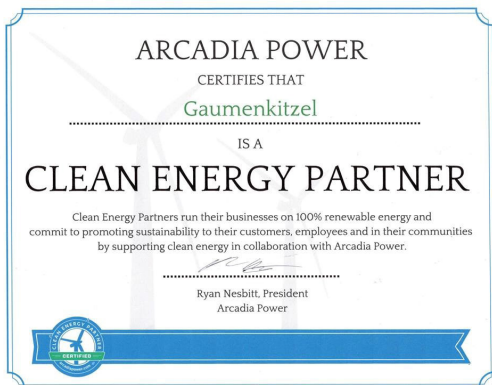 ARCADIA POWER
CERTIFIES THAT
Gaumenkitzel
IS A
CLEAN ENERGY PARTNER
Clean Energy Partners run their businesses on 100% renewable energy and
commit to promoting sustainability to their customers, employees and in their communities
by supporting clean energy in collaboration with Arcadia Power.
Ryan Nesbitt, President
Arcadia Power
CLEAN ENERGY PARTNER
CERTIFIED